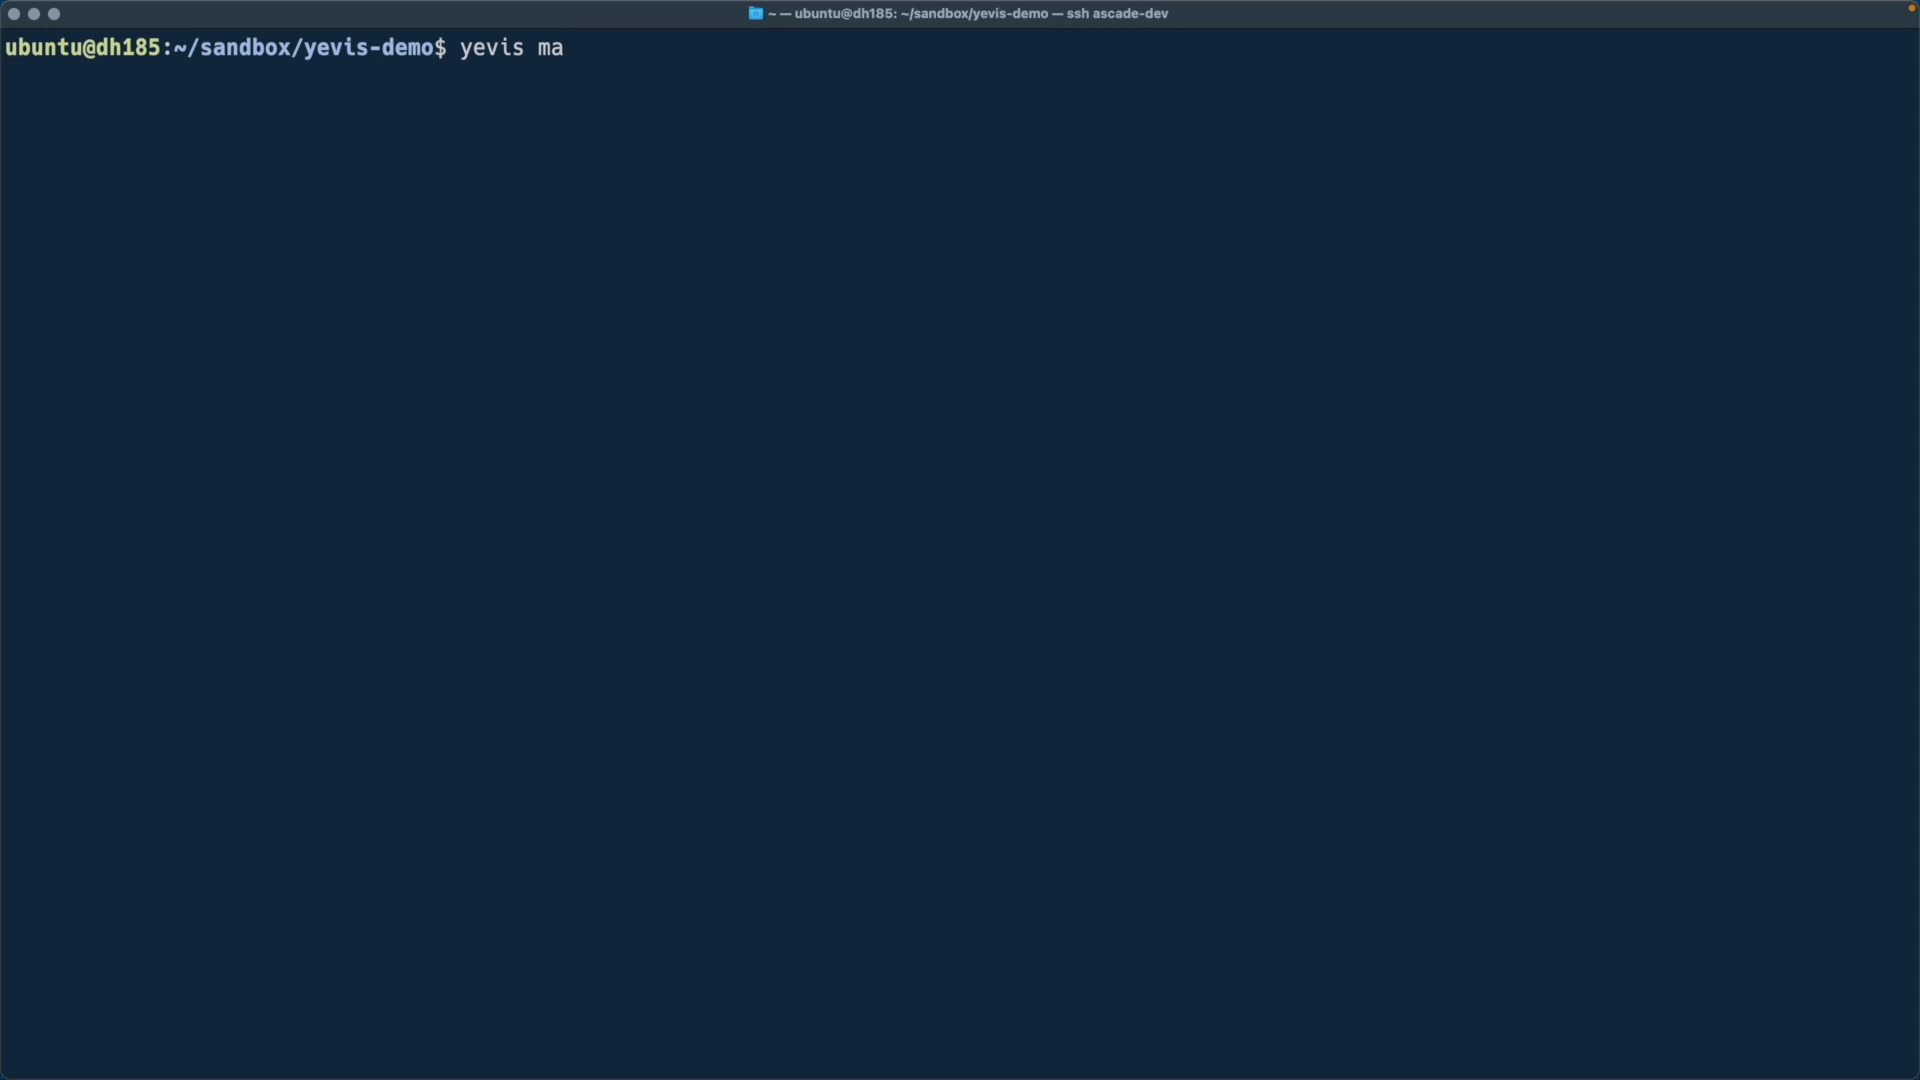 ~ — ubuntu@dh185: ~/sandbox/yevis-demo — ssh ascade-dev
ubuntu@dh185:~/sandbox/yevis-demo$ yevis ma